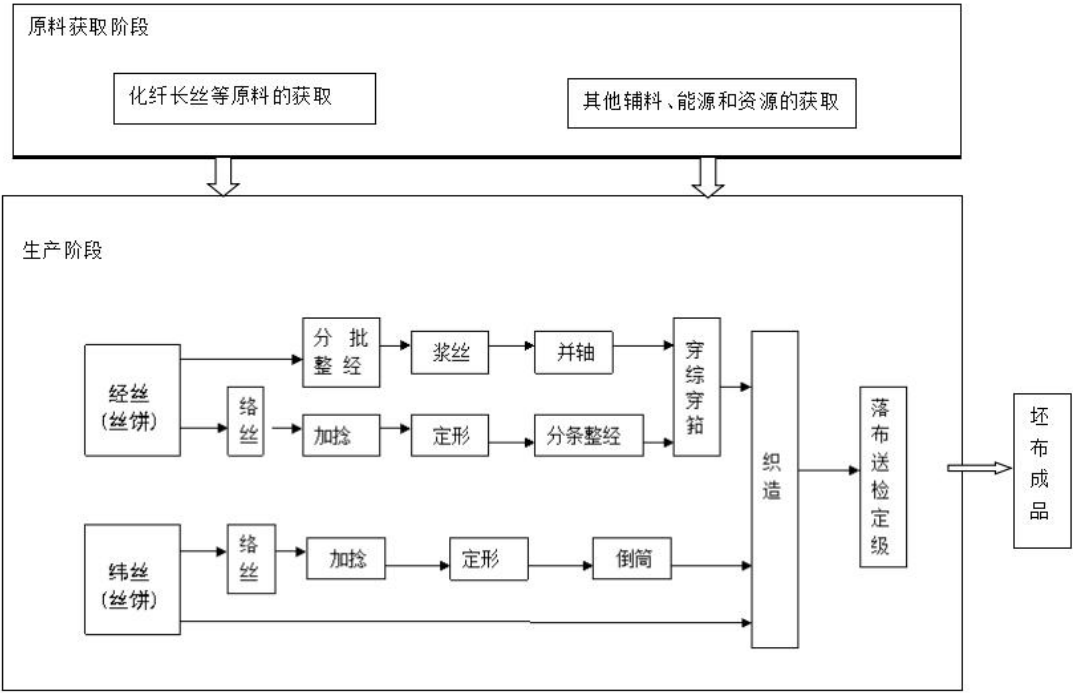 原料获取阶段
化纤长丝等原料的获取
其他辅料、能源和资源的获取
生产阶段
经丝
(丝饼)
分批
整经
浆丝
并轴
络丝
加捻
定形
分条整经
穿综穿筘
纬丝
(丝饼)
络丝
加捻
定形
倒筒
织造
落布送检定级
坯布成品